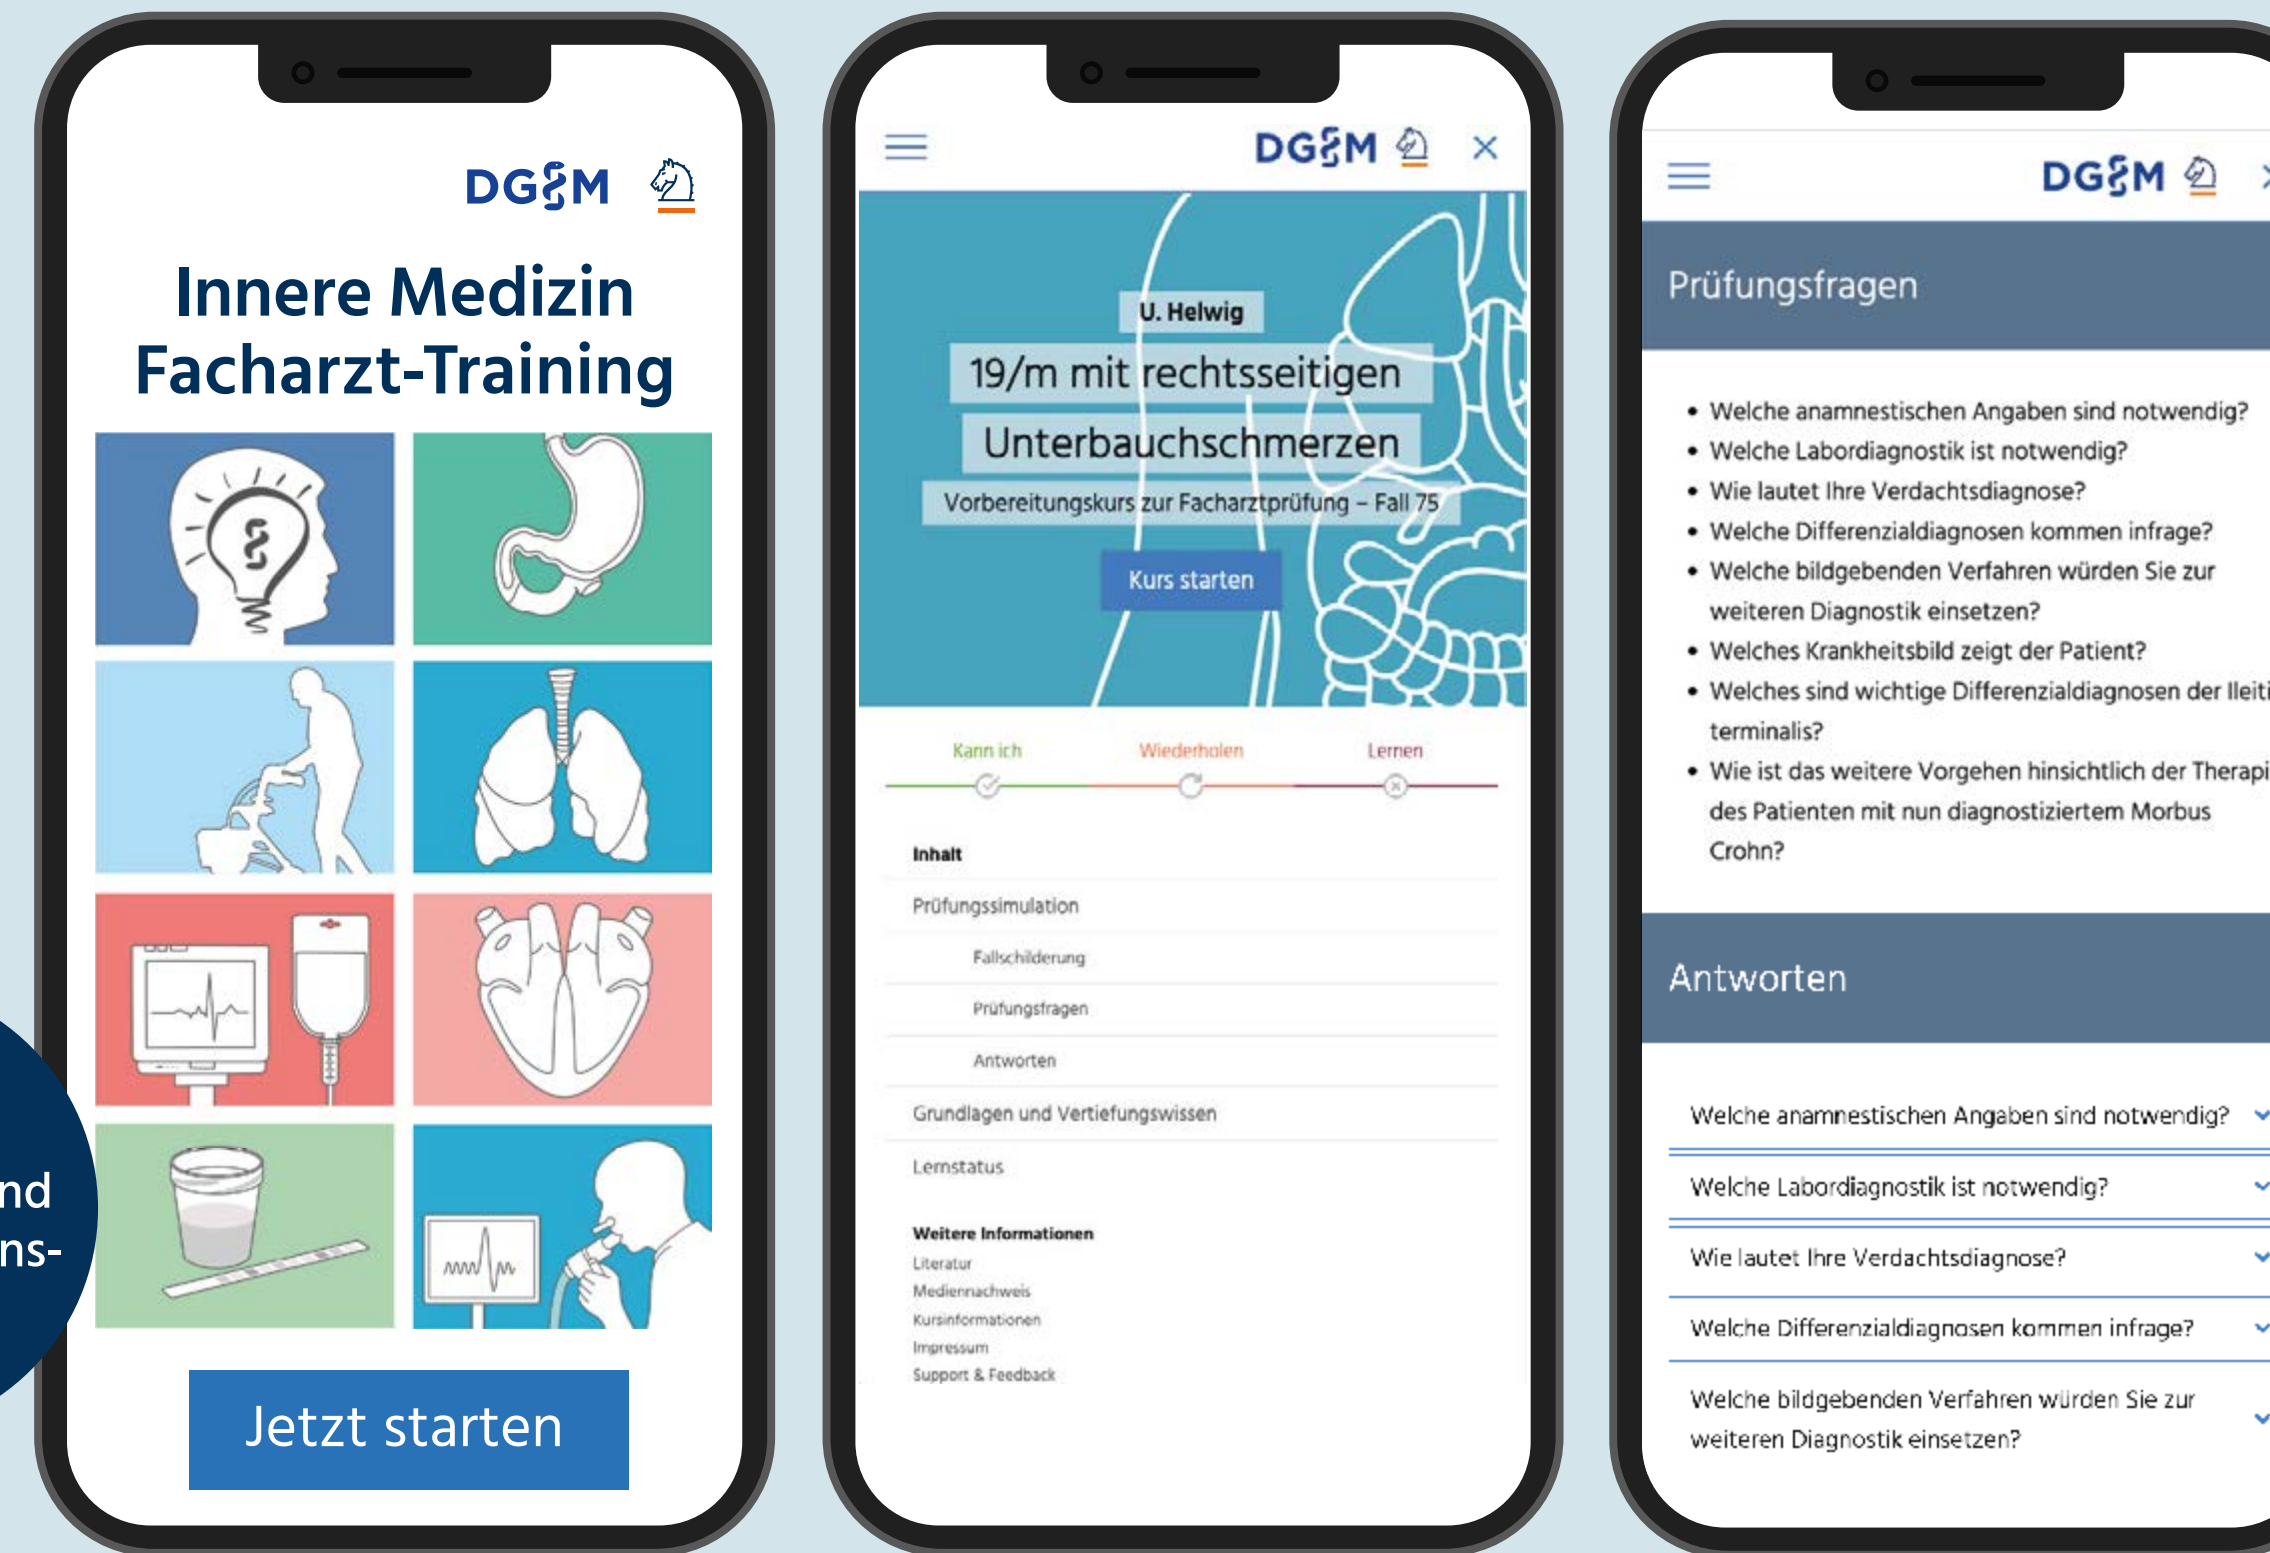 DGIM
Innere Medizin
Facharzt-Training
Jetzt starten
nd
ns-
DGIM
U. Helwig
19/m mit rechtsseitigen
Unterbauchschmerzen
Vorbereitungskurs zur Facharztprüfung – Fall 75
Kurs starten
Kann ich Wiederholen Lernen
Inhalt
Prüfungssimulation
Fallschilderung
Prüfungsfragen
Antworten
Grundlagen und Vertiefungswissen
Lernstatus
Weitere Informationen
Literatur
Mediennachweis
Kursinformationen
Impressum
Support & Feedback
DGIM
Prüfungsfragen
• Welche anamnestischen Angaben sind notwendig?
• Welche Labordiagnostik ist notwendig?
• Wie lautet Ihre Verdachtsdiagnose?
• Welche Differenzialdiagnosen kommen infrage?
• Welche bildgebenden Verfahren würden Sie zur
weiteren Diagnostik einsetzen?
• Welches Krankheitsbild zeigt der Patient?
• Welches sind wichtige Differenzialdiagnosen der Ileiti
terminalis?
• Wie ist das weitere Vorgehen hinsichtlich der Therapi
des Patienten mit nun diagnostiziertem Morbus
Crohn?
Antworten
Welche anamnestischen Angaben sind notwendig?
Welche Labordiagnostik ist notwendig?
Wie lautet Ihre Verdachtsdiagnose?
Welche Differenzialdiagnosen kommen infrage?
Welche bildgebenden Verfahren würden Sie zur
weiteren Diagnostik einsetzen?